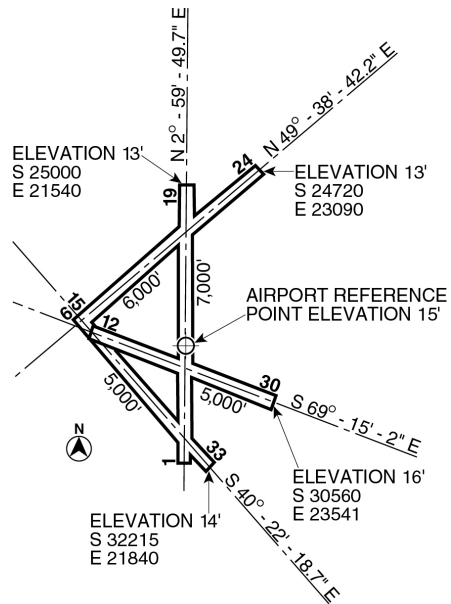 N 2° - 59' - 49.7" E
N 49° - 38' - 42.2" E
ELEVATION 13'
S 25000
E 21540
24
ELEVATION 13'
S 24720
E 23090
19
6,000'
7,000'
15
6
12
AIRPORT REFERENCE
POINT ELEVATION 15'
5,000'
5,000'
30
S 69° - 15' - 2" E
N
1
33
ELEVATION 16'
S 30560
E 23541
ELEVATION 14'
S 32215
E 21840
S 40° - 22' - 18.7" E